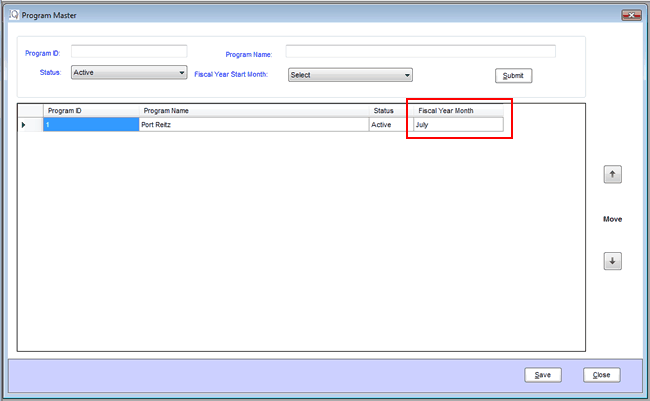 Program Master
Program ID:
Program Name:
Status: Active Fiscal Year Start Month: Select Submit
Program ID Program Name Status Fiscal Year Month
1 Port Reitz Active July
Move
Save Close